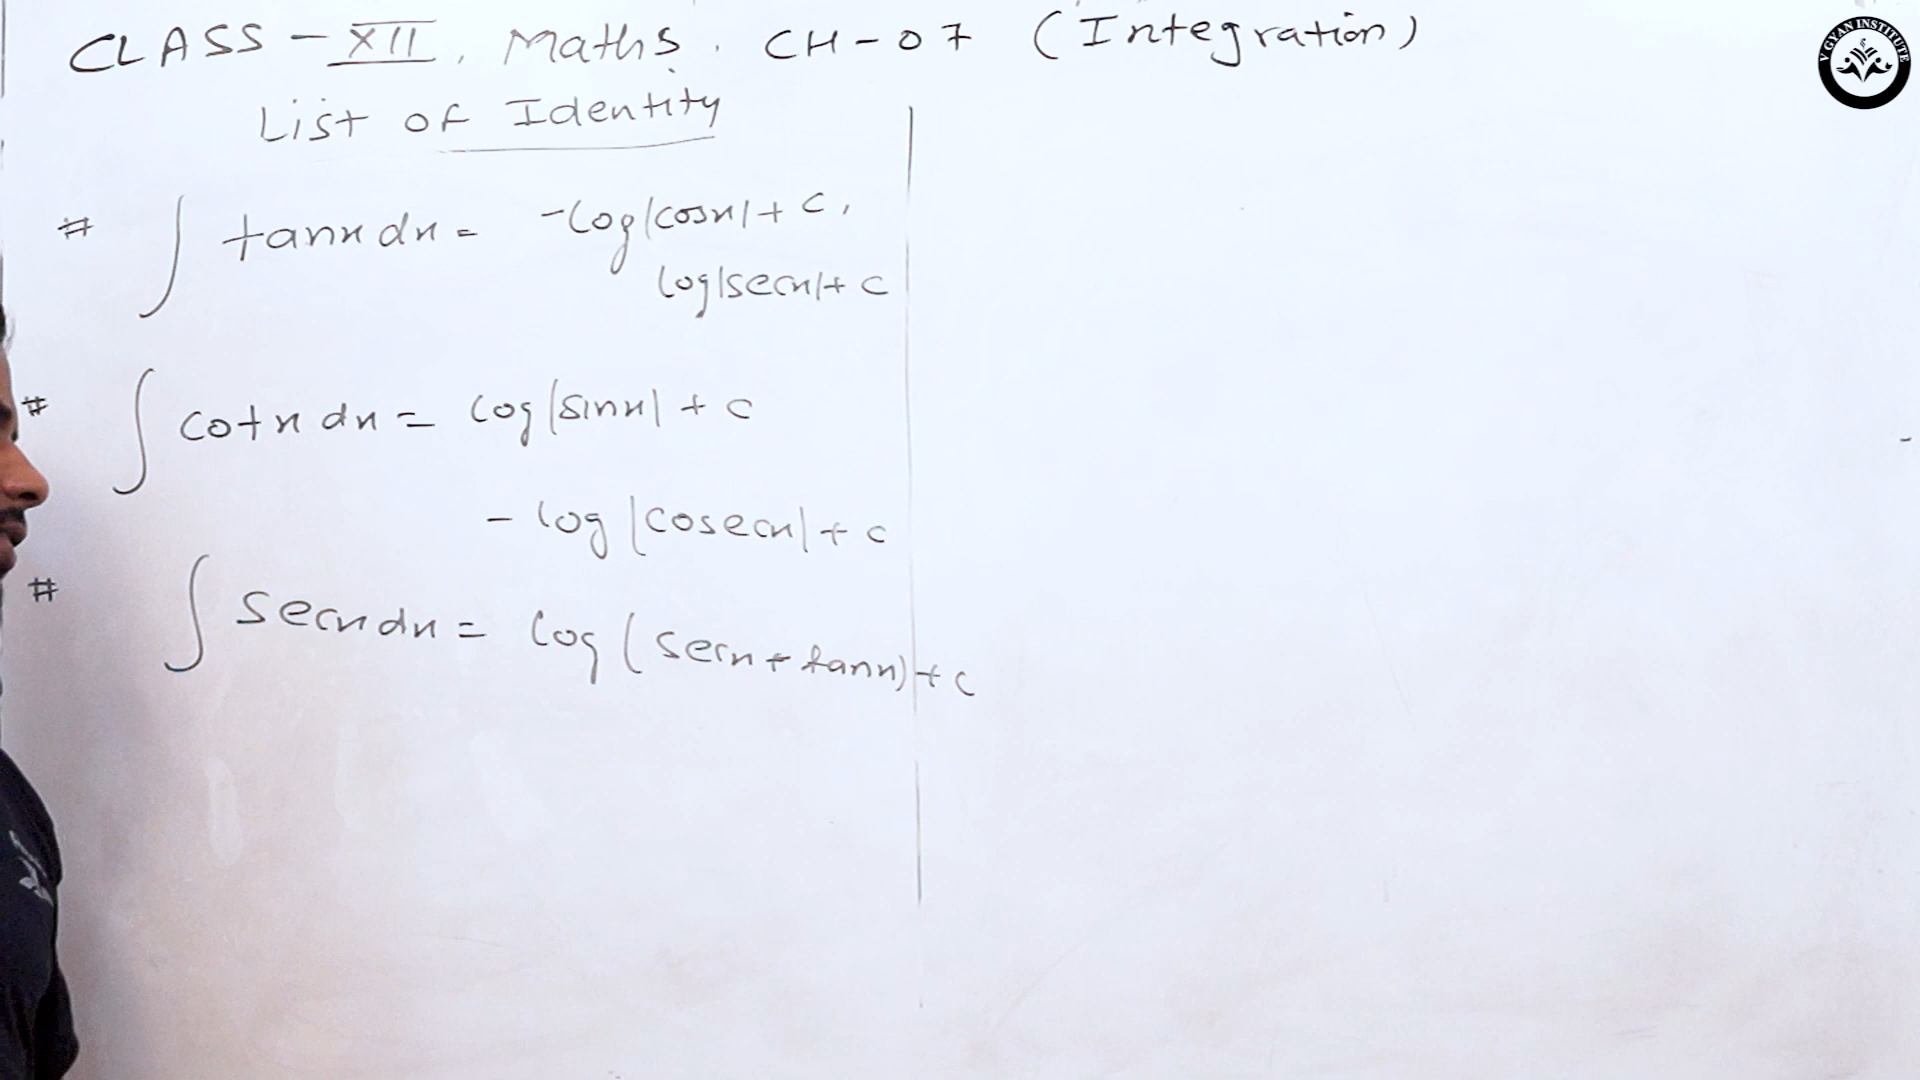 CLASS - XII, Maths. CH-07 (Integration)
V GYAN INSTITUTE
List of Identity
# ∫ tanx dx = -log|cosx| + c,
log|secx| + c
# ∫ cotx dx = log|sinx| + c
- log |cosecx| + c
# ∫ secx dx = log (secx + tanx) + c